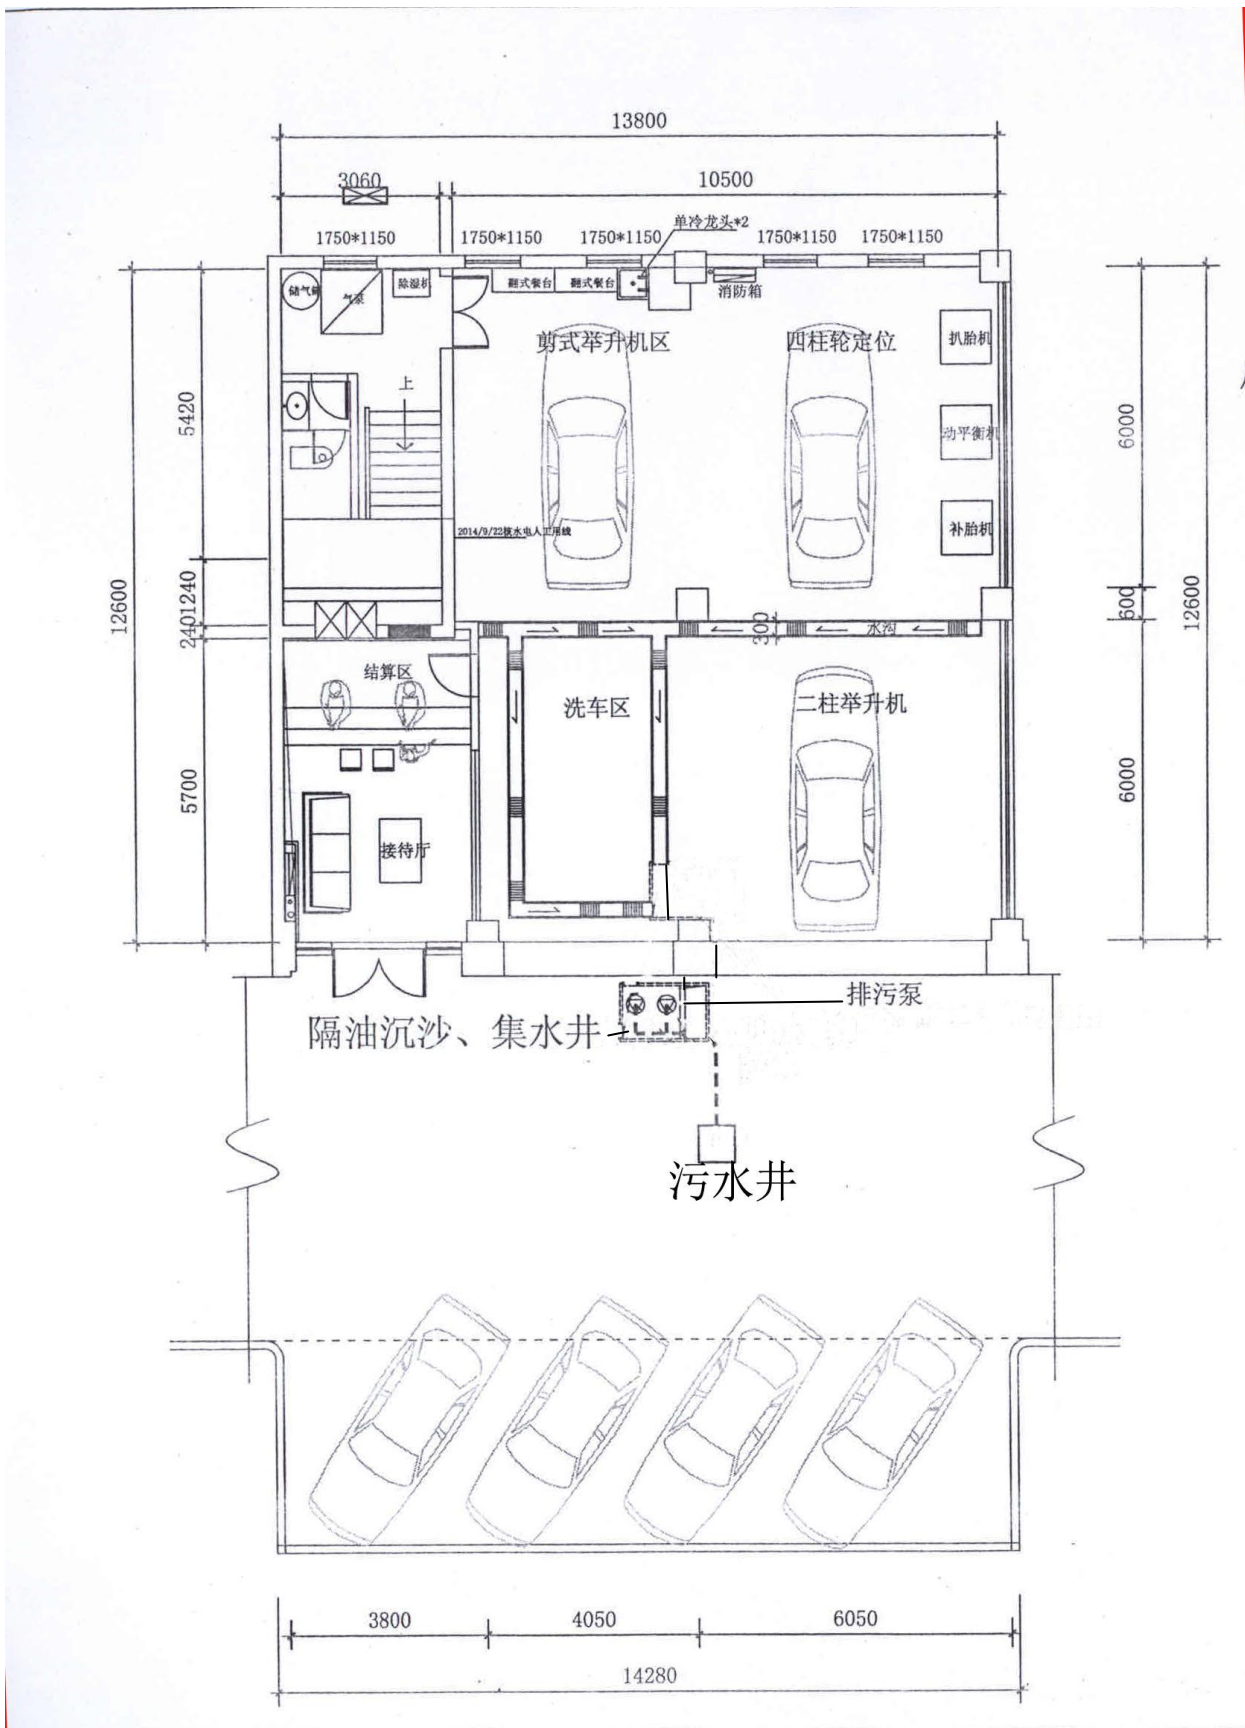 13800
3060
10500
单冷龙头*2
1750*1150
1750*1150
1750*1150
1750*1150
1750*1150
储气罐
气泵
除湿机
翻式餐台
翻式餐台
消防箱
剪式举升机区
四柱轮定位
扒胎机
上
动平衡机
补胎机
2014/9/22核水电人工用线
5420
1240
240
5700
12600
6000
600
6000
12600
300
水沟
结算区
洗车区
二柱举升机
接待厅
排污泵
隔油沉沙、集水井
污水井
3800
4050
6050
14280